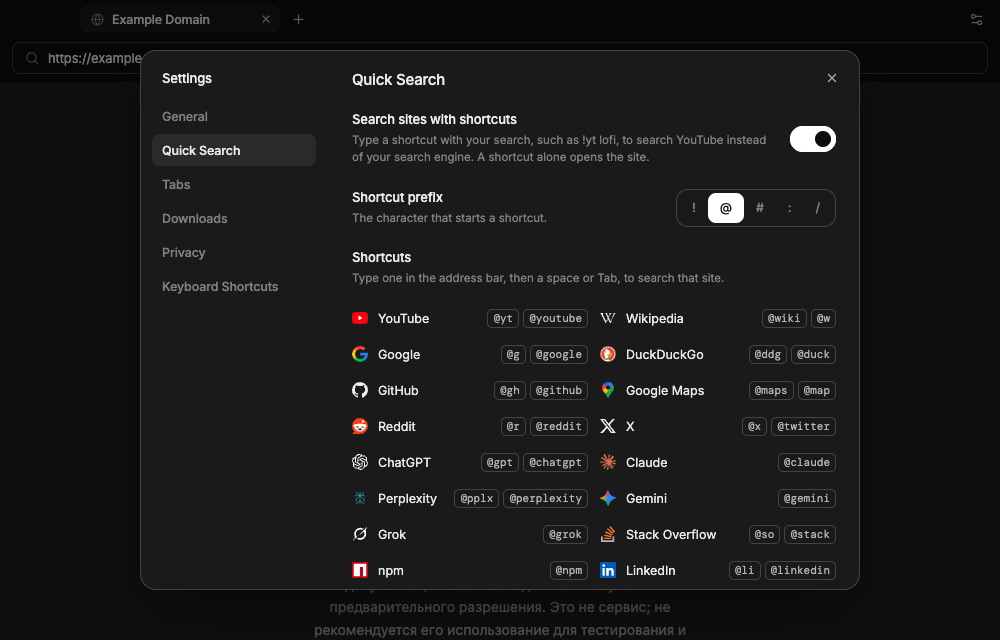 Example Domain
https://example
Settings
General
Quick Search
Tabs
Downloads
Privacy
Keyboard Shortcuts
Quick Search
Search sites with shortcuts
Type a shortcut with your search, such as !yt lofi, to search YouTube instead
of your search engine. A shortcut alone opens the site.
Shortcut prefix
The character that starts a shortcut.
! @ # : /
Shortcuts
Type one in the address bar, then a space or Tab, to search that site.
YouTube @yt @youtube Wikipedia @wiki @w
Google @g @google DuckDuckGo @ddg @duck
GitHub @gh @github Google Maps @maps @map
Reddit @r @reddit X @x @twitter
ChatGPT @gpt @chatgpt Claude @claude
Perplexity @pplx @perplexity Gemini @gemini
Grok @grok Stack Overflow @so @stack
npm @npm LinkedIn @li @linkedin
предварительного разрешения. Это не сервис; не
рекомендуется его использование для тестирования и